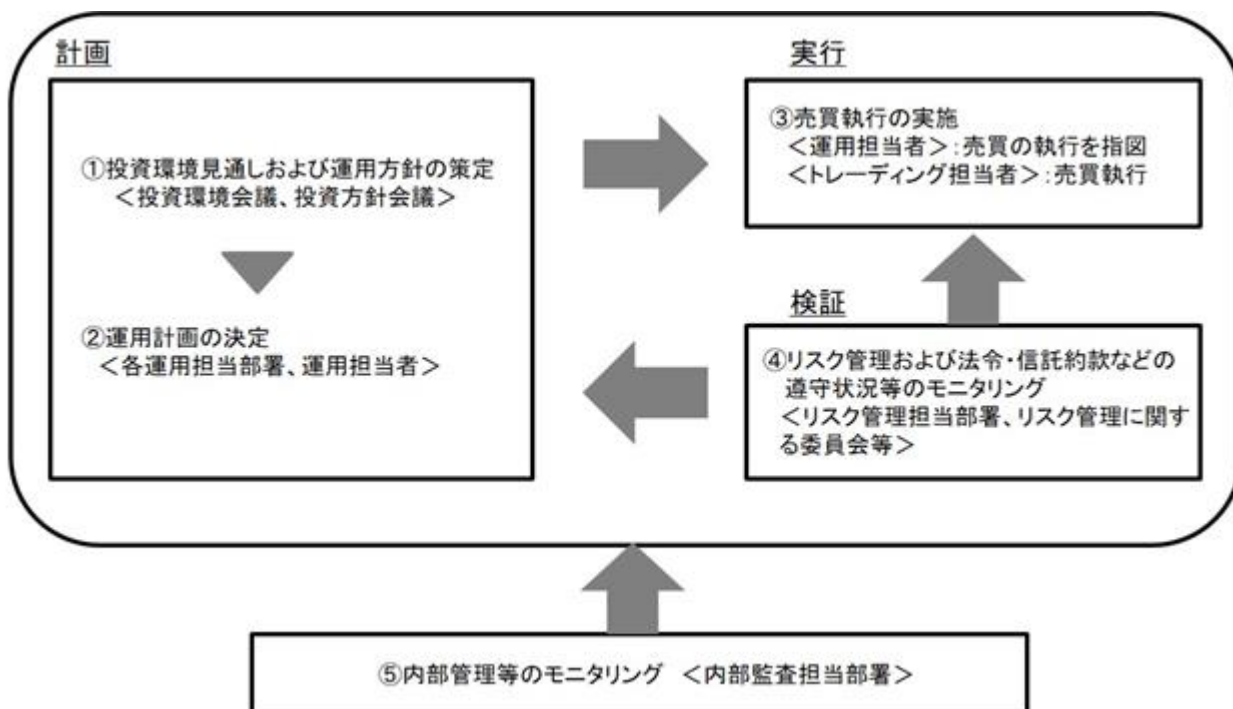 計画
①投資環境見通しおよび運用方針の策定
＜投資環境会議、投資方針会議＞
②運用計画の決定
＜各運用担当部署、運用担当者＞
実行
③売買執行の実施
＜運用担当者＞:売買の執行を指図
＜トレーディング担当者＞:売買執行
検証
④リスク管理および法令・信託約款などの
遵守状況等のモニタリング
＜リスク管理担当部署、リスク管理に関す
る委員会等＞
⑤内部管理等のモニタリング　＜内部監査担当部署＞